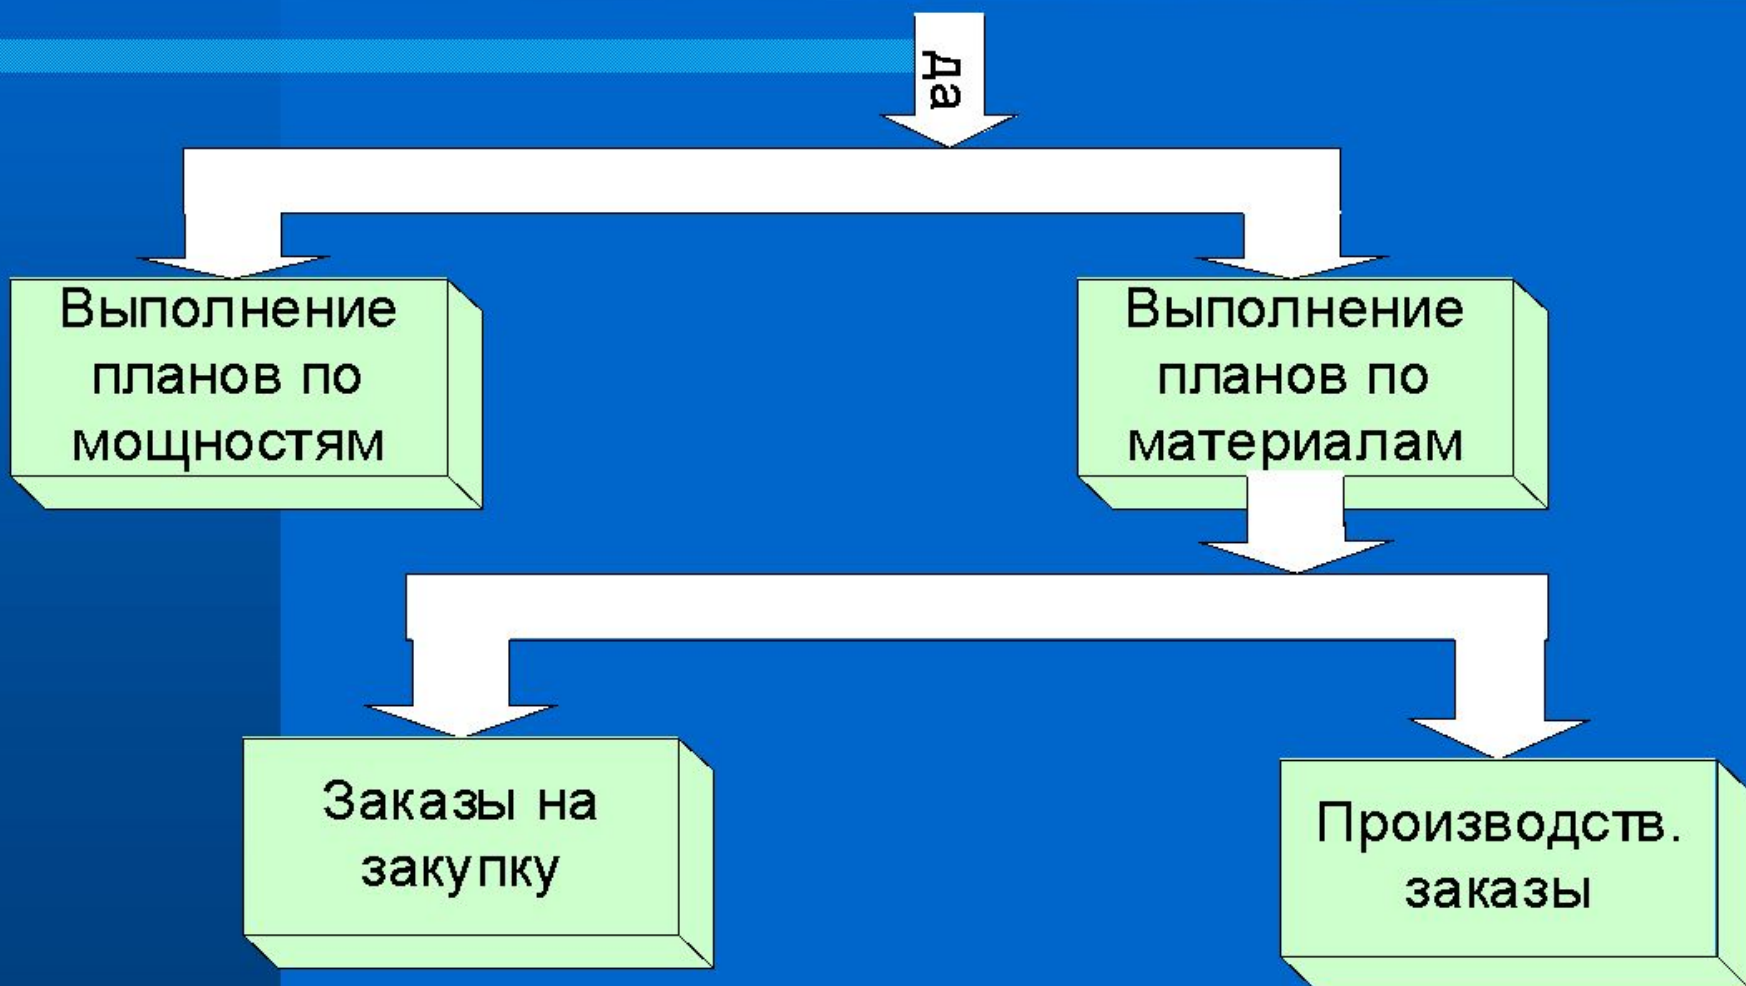 да
Выполнение
планов по
мощностям
Выполнение
планов по
материалам
Заказы на
закупку
Производств.
заказы